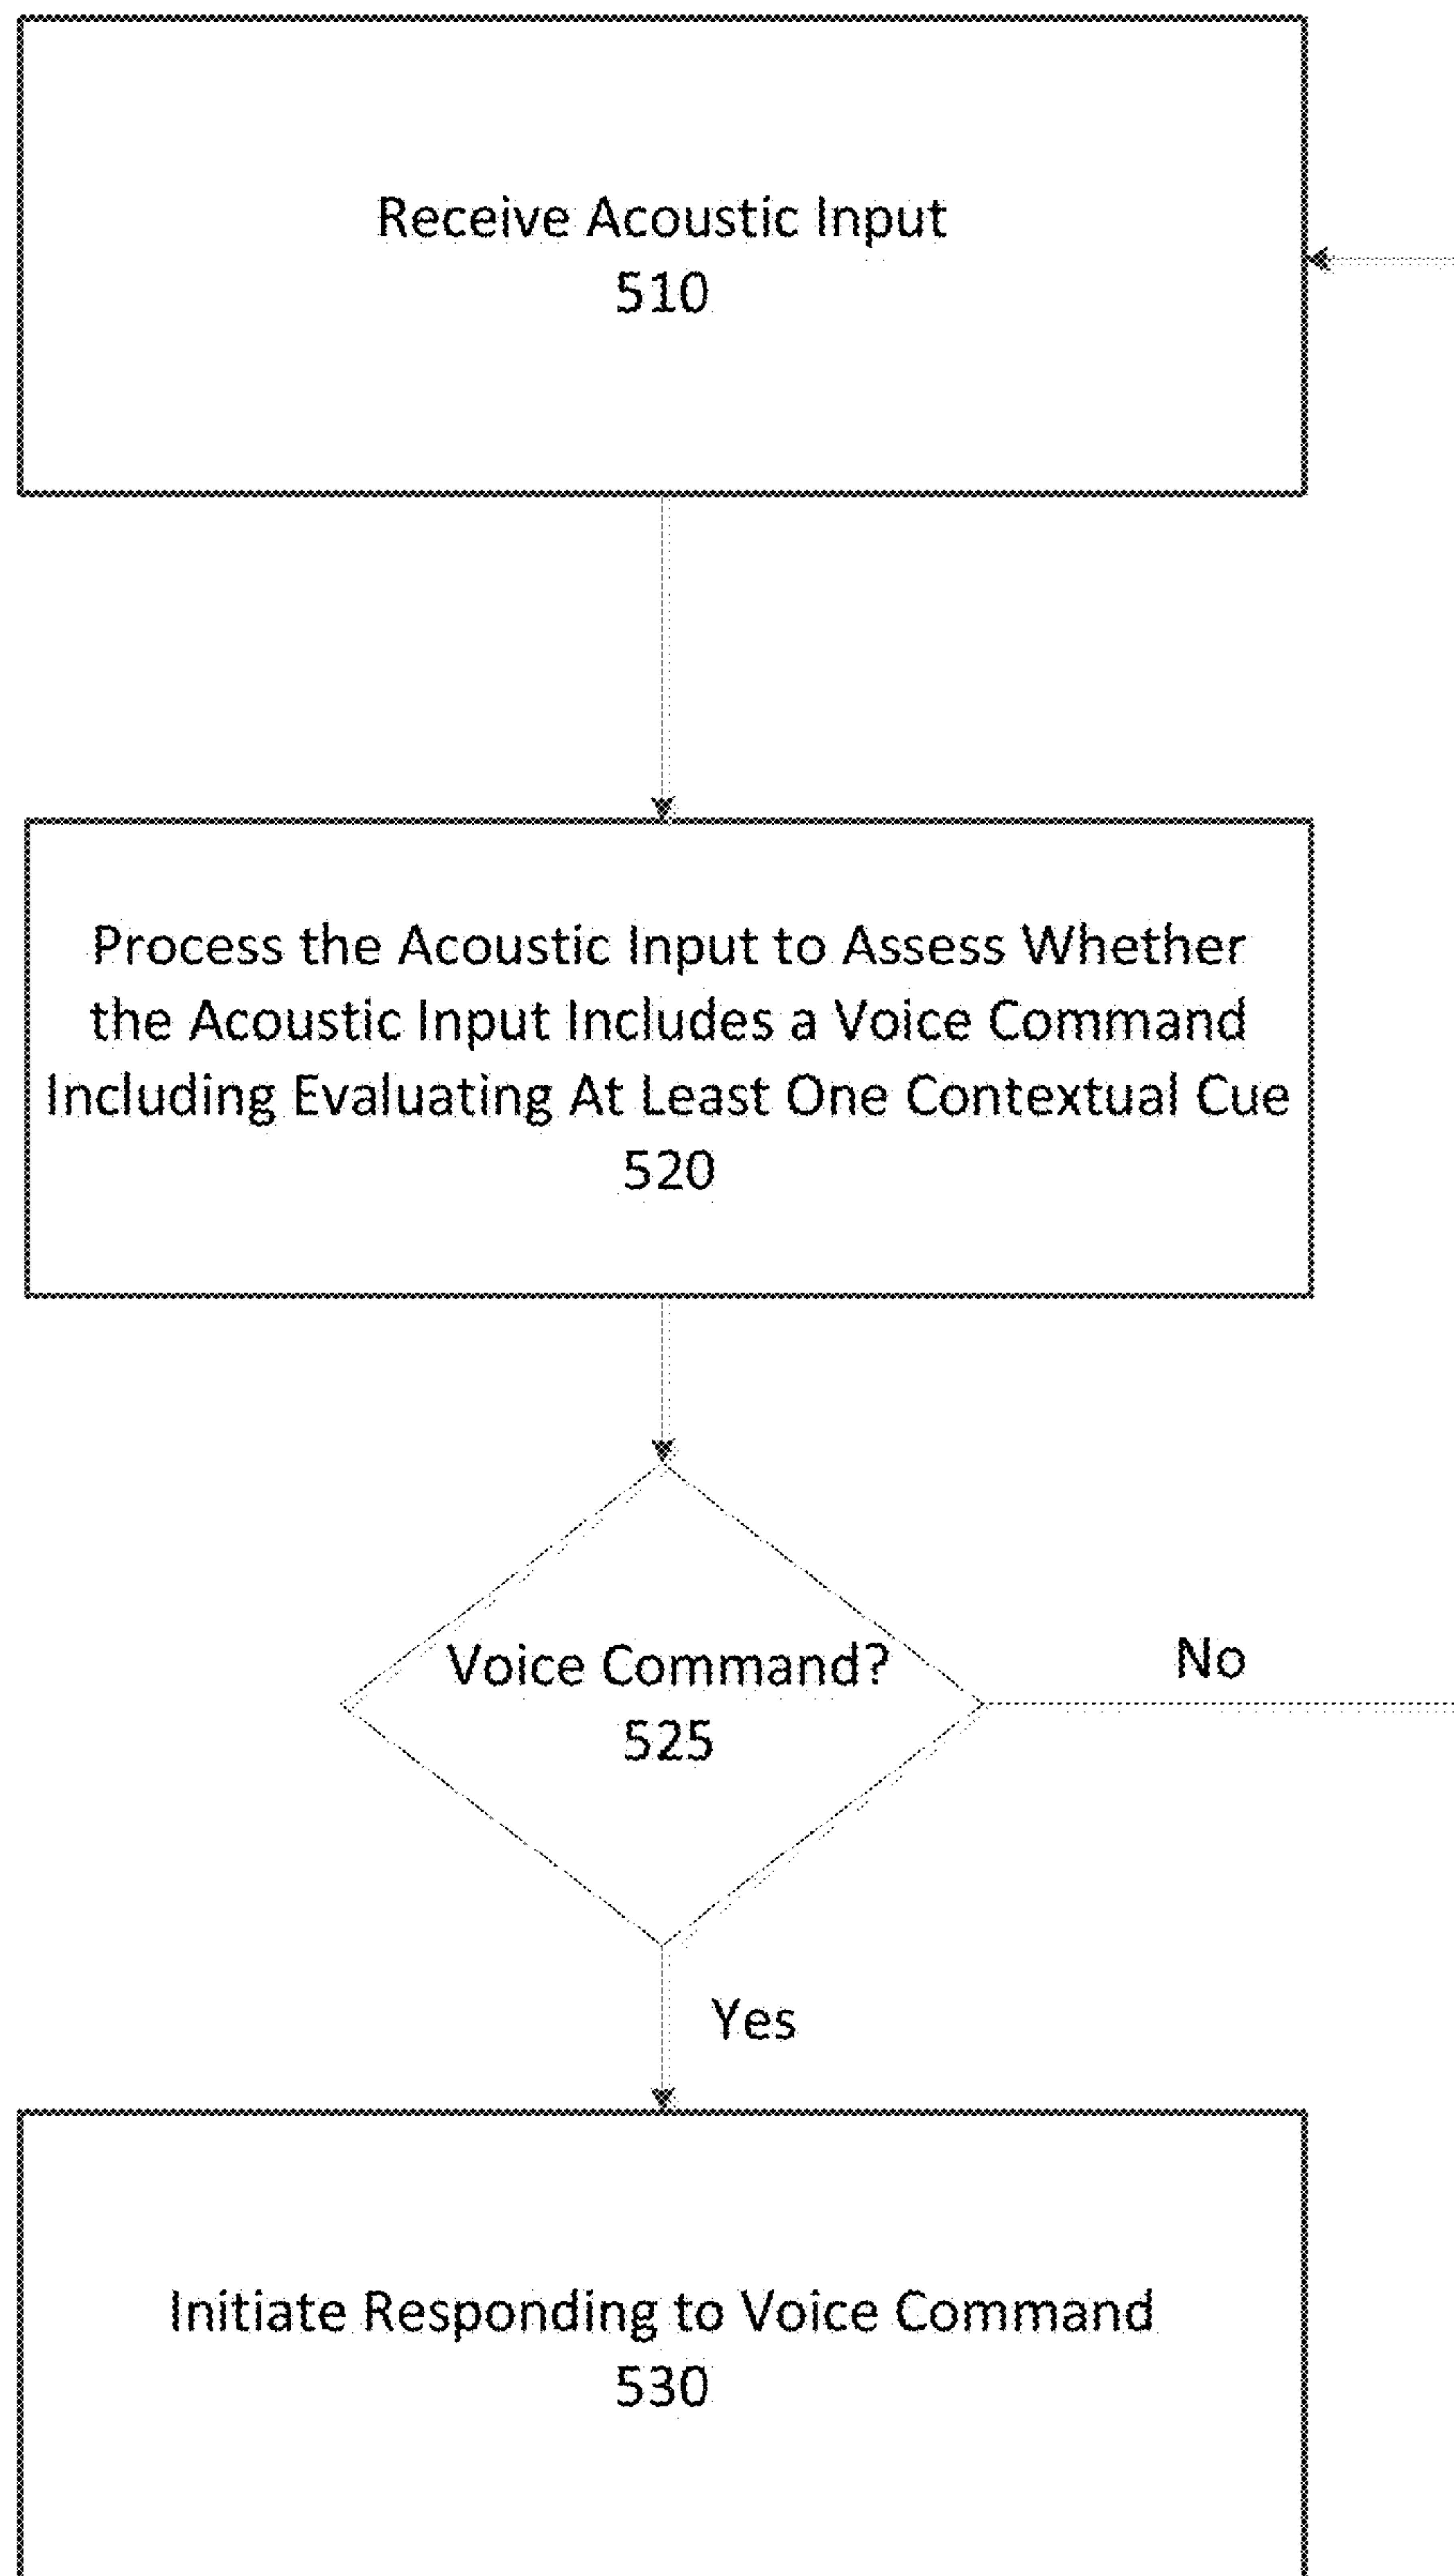 Receive Acoustic Input
510
Process the Acoustic Input to Assess Whether
the Acoustic Input Includes a Voice Command
Including Evaluating At Least One Contextual Cue
520
Voice Command?
525
No
Yes
Initiate Responding to Voice Command
530